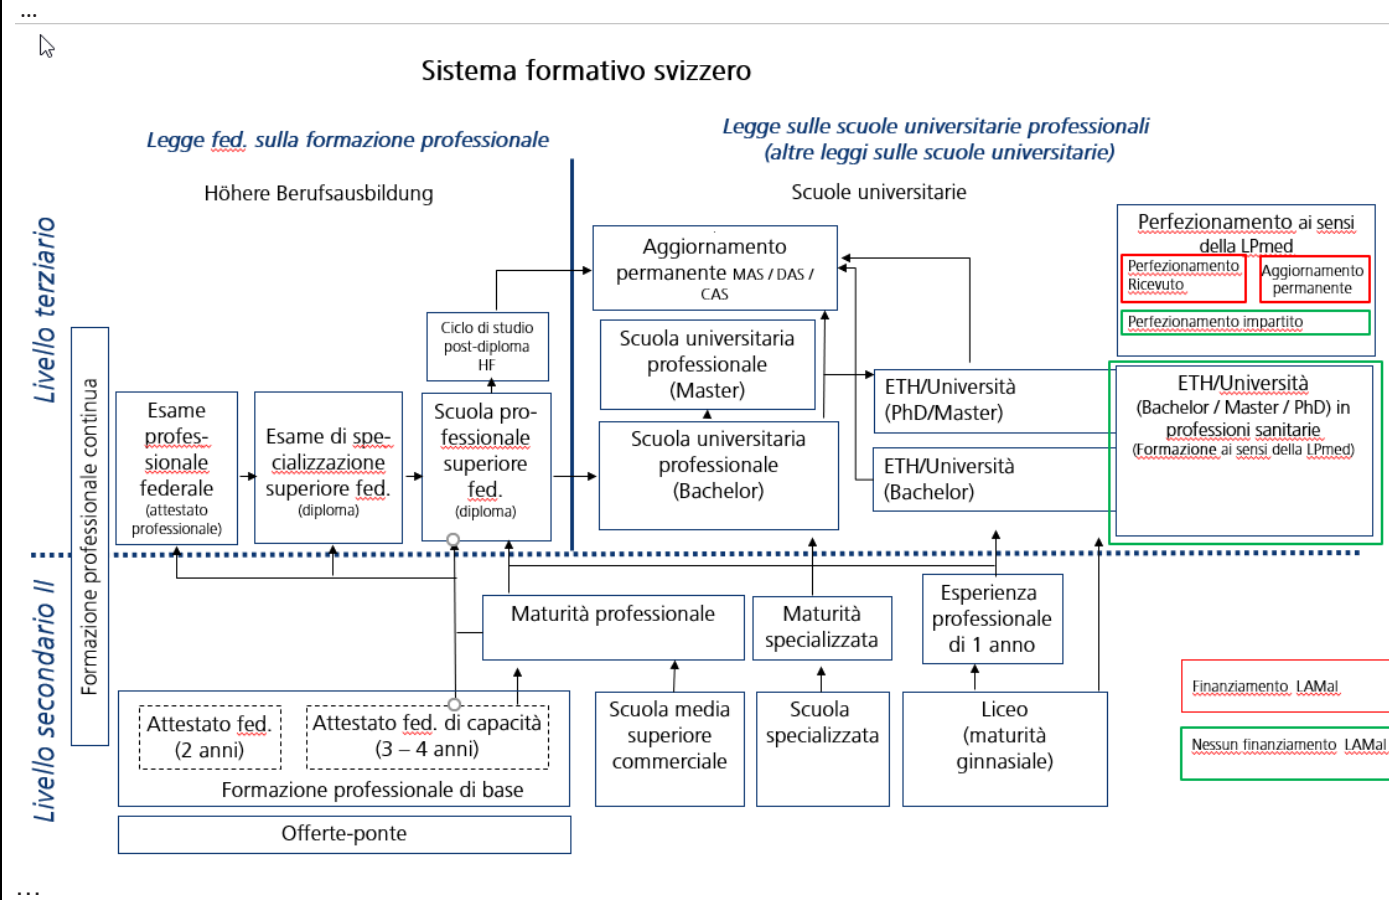 ...
Sistema formativo svizzero
Legge fed. sulla formazione professionale
Legge sulle scuole universitarie professionali
(altre leggi sulle scuole universitarie)
Höhere Berufsausbildung
Scuole universitarie
Livello terziario
Livello secondario II
Formazione professionale continua
Perfezionamento ai sensi
della LPmed
Perfezionamento
Ricevuto
Aggiornamento
permanente
Perfezionamento impartito
Aggiornamento
permanente MAS / DAS /
CAS
Ciclo di studio
post-diploma
HF
Scuola universitaria
professionale
(Master)
ETH/Università
(PhD/Master)
ETH/Università
(Bachelor / Master / PhD) in
professioni sanitarie
(Formazione ai sensi della LPmed)
Esame
profes-
sionale
federale
(attestato
professionale)
Esame di spe-
cializzazione
superiore fed.
(diploma)
Scuola pro-
fessionale
superiore
fed.
(diploma)
Scuola universitaria
professionale
(Bachelor)
ETH/Università
(Bachelor)
Maturità professionale
Maturità
specializzata
Esperienza
professionale
di 1 anno
Attestato fed.
(2 anni)
Attestato fed. di capacità
(3 – 4 anni)
Formazione professionale di base
Scuola media
superiore
commerciale
Scuola
specializzata
Liceo
(maturità
ginnasiale)
Offerte-ponte
Finanziamento LAMal
Nessun finanziamento LAMal
...